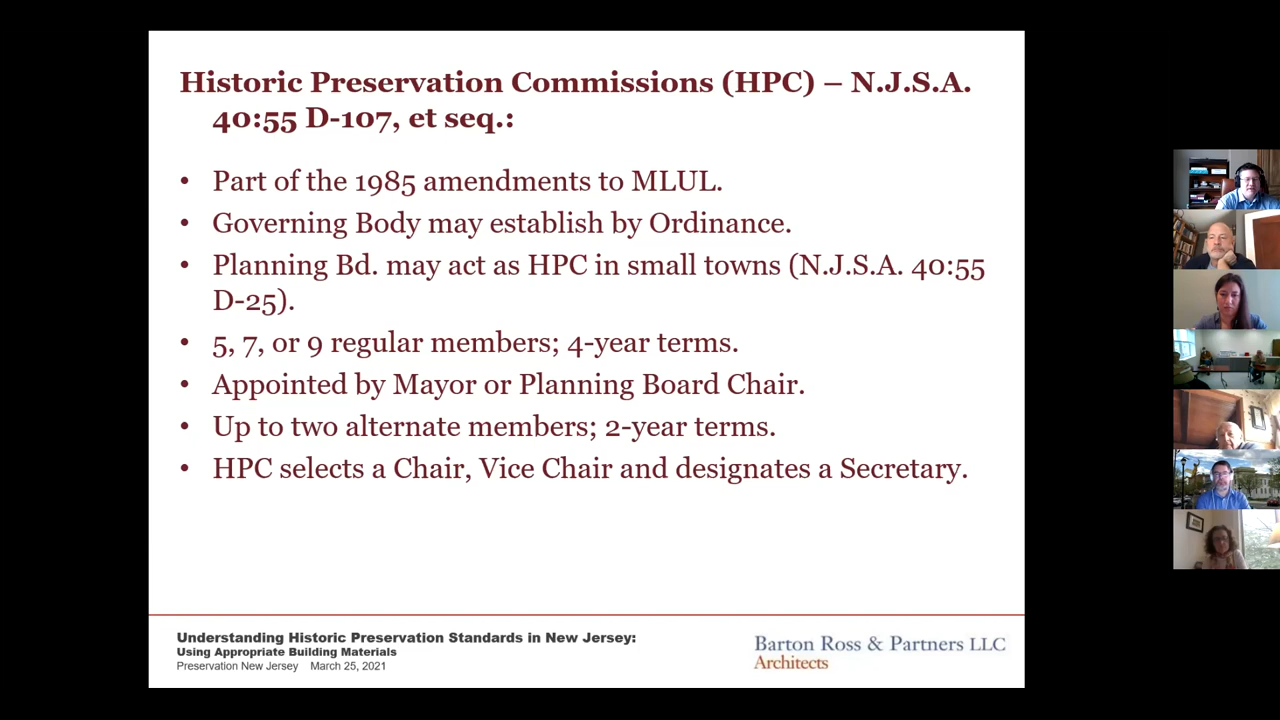 Historic Preservation Commissions (HPC) – N.J.S.A.
40:55 D-107, et seq.:
• Part of the 1985 amendments to MLUL.
• Governing Body may establish by Ordinance.
• Planning Bd. may act as HPC in small towns (N.J.S.A. 40:55
D-25).
• 5, 7, or 9 regular members; 4-year terms.
• Appointed by Mayor or Planning Board Chair.
• Up to two alternate members; 2-year terms.
• HPC selects a Chair, Vice Chair and designates a Secretary.
Understanding Historic Preservation Standards in New Jersey:
Using Appropriate Building Materials
Preservation New Jersey March 25, 2021
Barton Ross & Partners LLC
Architects